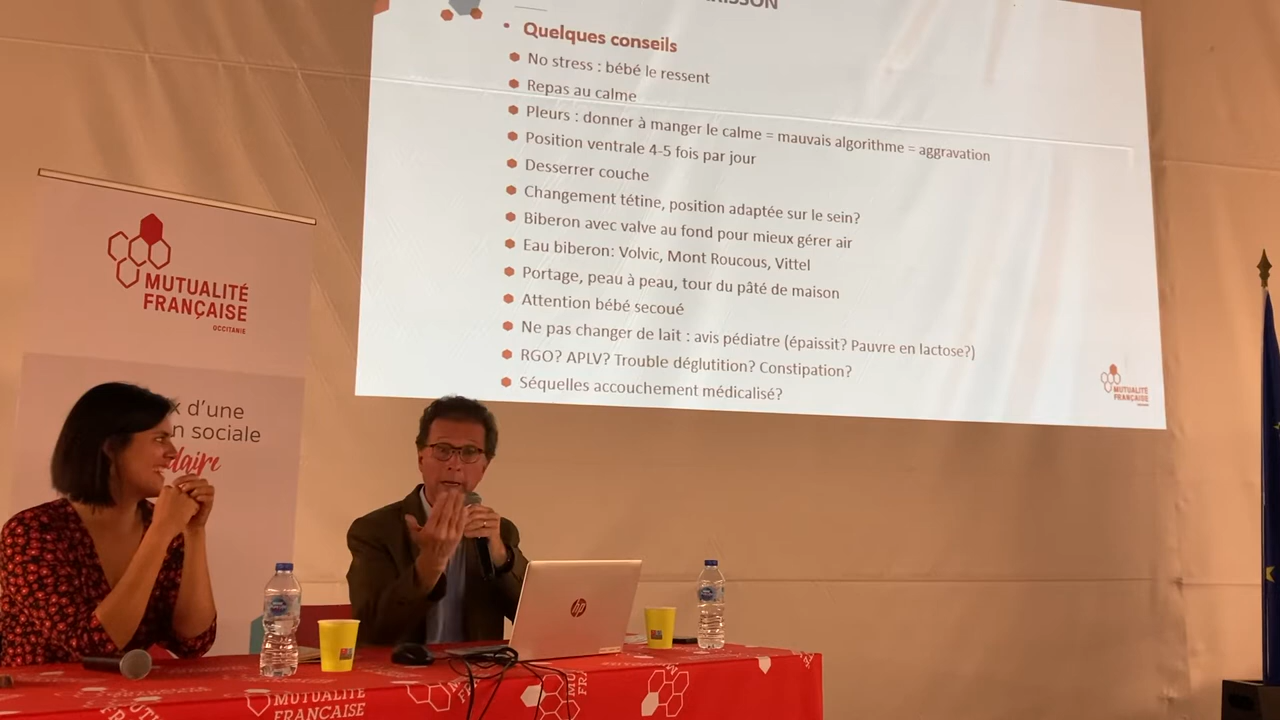 Quelques conseils
No stress : bébé le ressent
Repas au calme
Pleurs : donner à manger le calme = mauvais algorithme = aggravation
Position ventrale 4-5 fois par jour
Desserrer couche
Changement tétine, position adaptée sur le sein?
Biberon avec valve au fond pour mieux gérer air
Eau biberon: Volvic, Mont Roucous, Vittel
Portage, peau à peau, tour du pâté de maison
Attention bébé secoué
Ne pas changer de lait : avis pédiatre (épaissit? Pauvre en lactose?)
RGO? APLV? Trouble déglutition? Constipation?
Séquelles accouchement médicalisé?
MUTUALITÉ
FRANÇAISE
MUTUALITÉ
FRANÇAISE
OCCITANIE
d'une
sociale
hp
MUTUALITÉ
FRANÇAISE